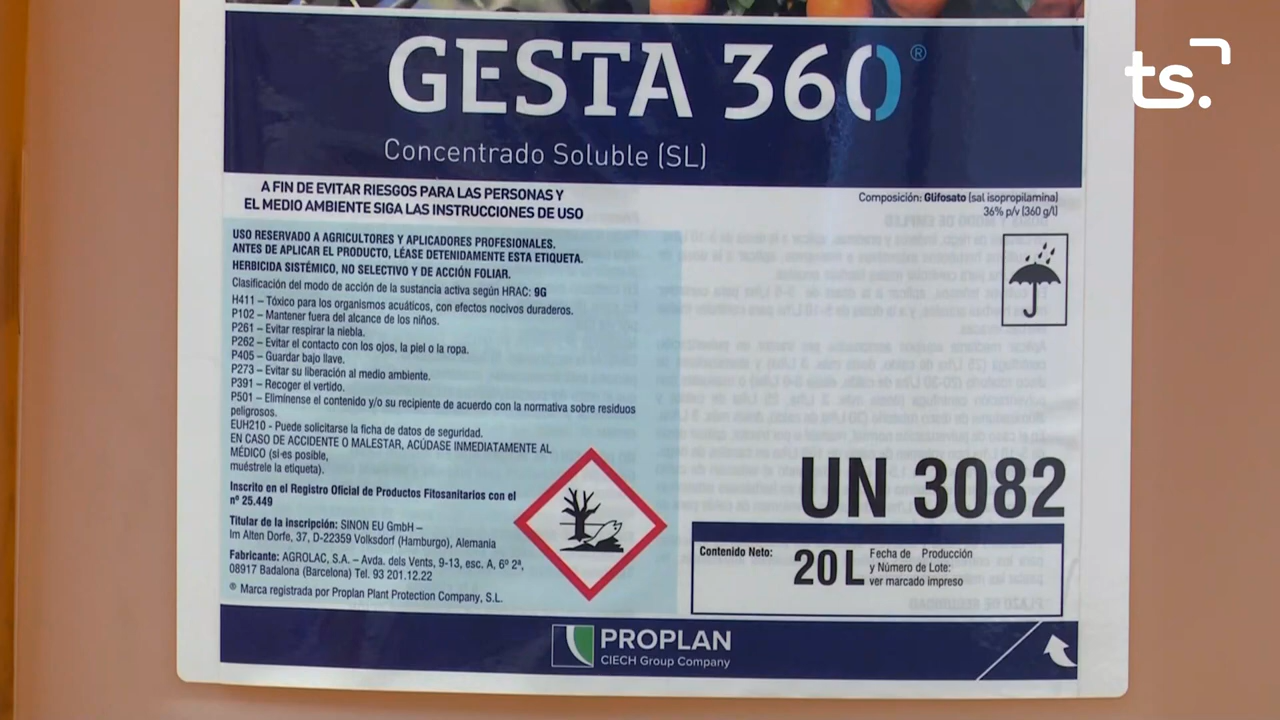 ts.
GESTA 360®
Concentrado Soluble (SL)
A FIN DE EVITAR RIESGOS PARA LAS PERSONAS Y
EL MEDIO AMBIENTE SIGA LAS INSTRUCCIONES DE USO
Composición: Glifosato (sal isopropilamina)
36% p/v (360 g/l)
USO RESERVADO A AGRICULTORES Y APLICADORES PROFESIONALES.
ANTES DE APLICAR EL PRODUCTO, LÉASE DETENIDAMENTE ESTA ETIQUETA.
HERBICIDA SISTÉMICO, NO SELECTIVO Y DE ACCIÓN FOLIAR.
Clasificación del modo de acción de la sustancia activa según HRAC: 9G
H411 – Tóxico para los organismos acuáticos, con efectos nocivos duraderos.
P102 – Mantener fuera del alcance de los niños.
P261 – Evitar respirar la niebla.
P262 – Evitar el contacto con los ojos, la piel o la ropa.
P405 – Guardar bajo llave.
P273 – Evitar su liberación al medio ambiente.
P391 – Recoger el vertido.
P501 – Elimínense el contenido y/o su recipiente de acuerdo con la normativa sobre residuos
peligrosos.
EUH210 - Puede solicitarse la ficha de datos de seguridad.
EN CASO DE ACCIDENTE O MALESTAR, ACÚDASE INMEDIATAMENTE AL
MÉDICO (si es posible,
muéstrele la etiqueta).
Inscrito en el Registro Oficial de Productos Fitosanitarios con el
nº 25.449
Titular de la inscripción: SINON EU GmbH –
Im Alten Dorfe, 37, D-22359 Volksdorf (Hamburgo), Alemania
Fabricante: AGROLAC, S.A. – Avda. dels Vents, 9-13, esc. A, 6º 2ª,
08917 Badalona (Barcelona) Tel. 93 201.12.22
® Marca registrada por Proplan Plant Protection Company, S.L.
UN 3082
Contenido Neto: 20 L
Fecha de Producción
y Número de Lote:
ver marcado impreso
PROPLAN
CIECH Group Company